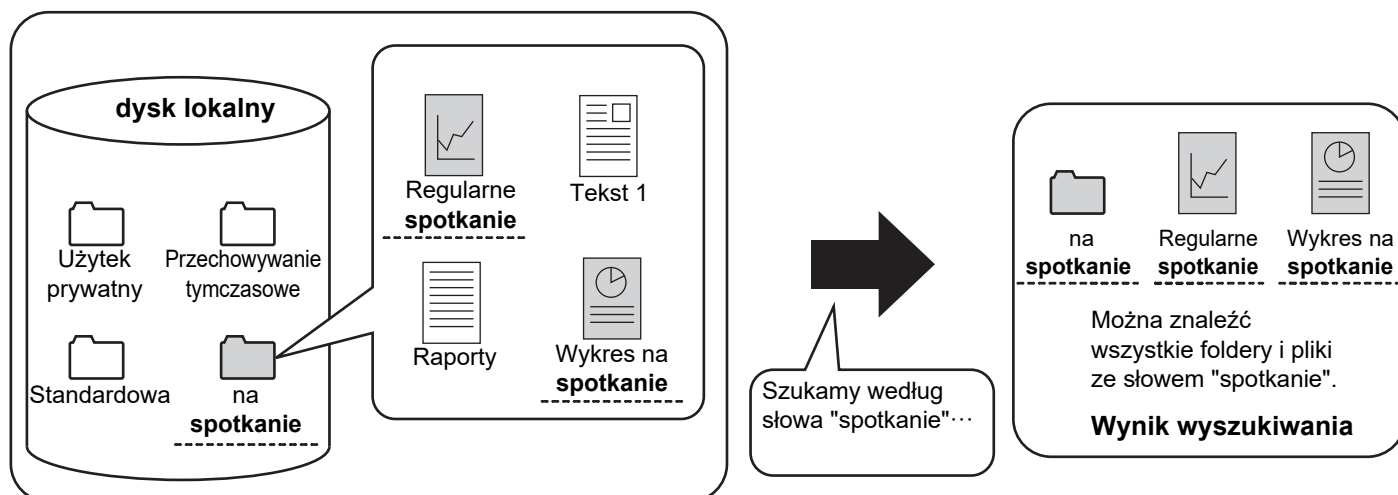 dysk lokalny
Użytek
prywatny
Przechowywanie
tymczasowe
Standardowa
na
spotkanie
Regularne
spotkanie
Tekst 1
Raporty
Wykres na
spotkanie
Szukamy według
słowa "spotkanie"···
na
spotkanie
Regularne
spotkanie
Wykres na
spotkanie
Można znaleźć
wszystkie foldery i pliki
ze słowem "spotkanie".
Wynik wyszukiwania